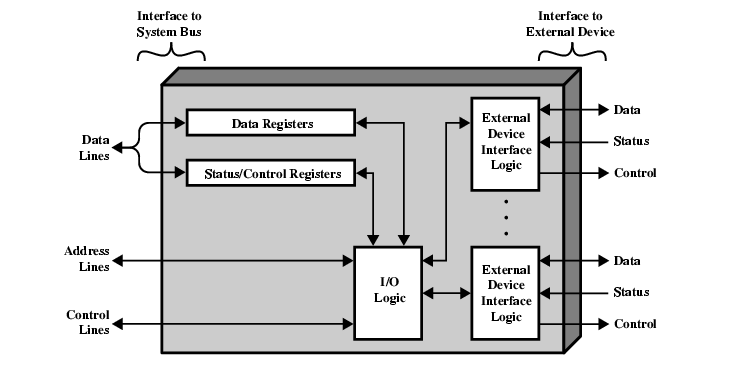 Interface to
System Bus
Interface to
External Device
Data
Lines
Data Registers
Status/Control Registers
External
Device
Interface
Logic
Data
Status
Control
Address
Lines
Control
Lines
I/O
Logic
External
Device
Interface
Logic
Data
Status
Control